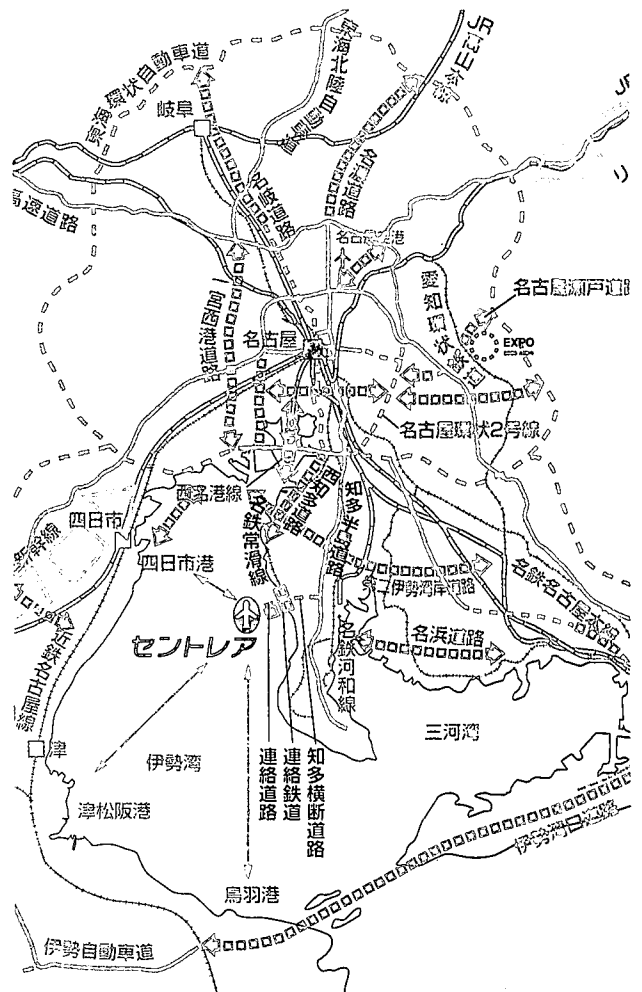 東海環状自動車道
東海北陸自動車道
JR
岐阜
名岐道路
名濃道路
高速道路
一宮西港道路
名古屋
愛知環状鉄道
名古屋瀬戸道路
EXPO
名古屋環状2号線
西名港線
四日市
新幹線
四日市港
名鉄常滑線
西知多道路
知多半島道路
第二伊勢湾岸道路
名鉄名古屋本線
名浜道路
名鉄河和線
近鉄名古屋線
セントレア
津
伊勢湾
三河湾
連絡道路
連絡鉄道
知多横断道路
津松阪港
伊勢湾口道路
鳥羽港
伊勢自動車道